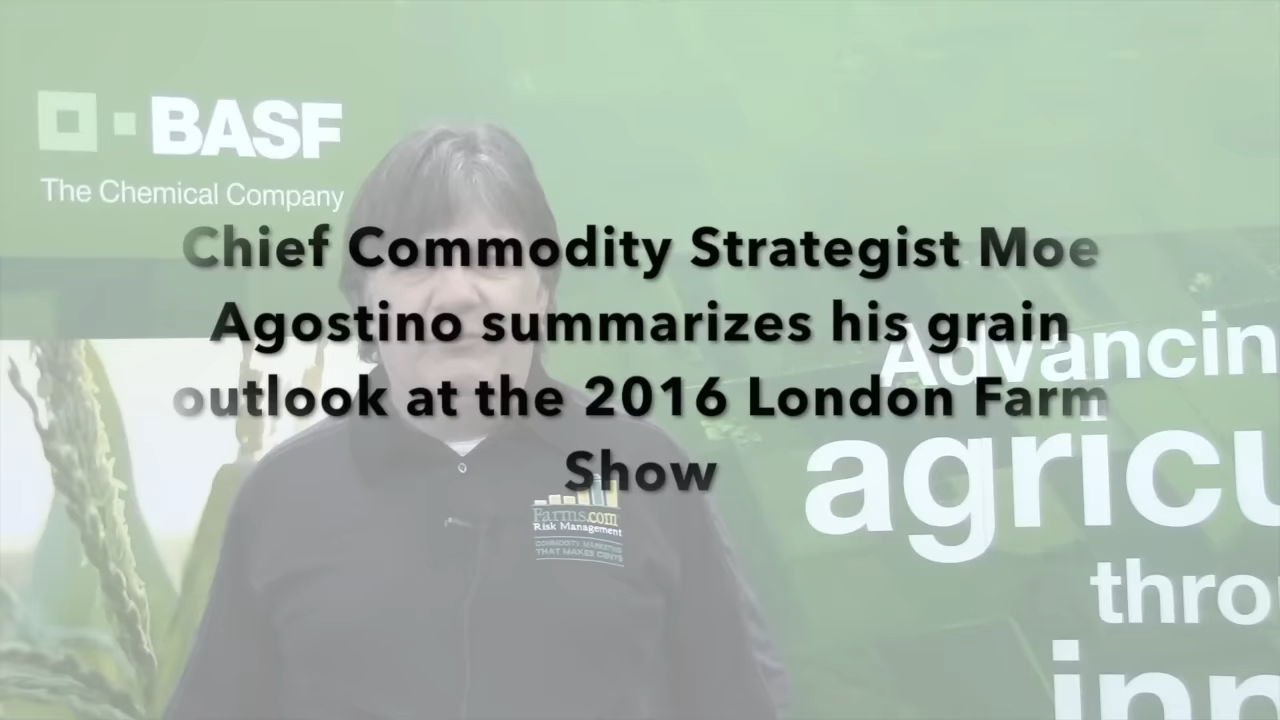 BASF
The Chemical Company
Chief Commodity Strategist Moe
Agostino summarizes his grain
outlook at the 2016 London Farm
Show
Advancin
agricu
thro
inn
Farms.com
Risk Management
COMMODITY MARKETING
THAT MAKES CENTS